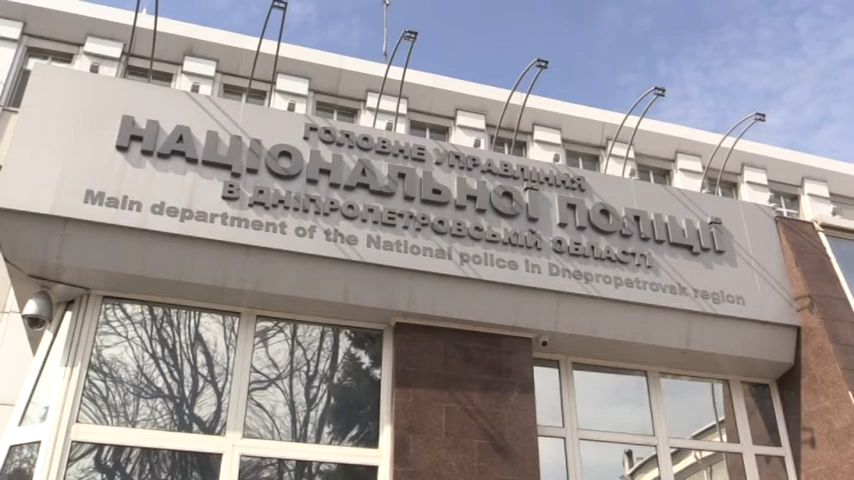 ГОЛОВНЕ УПРАВЛІННЯ
НАЦІОНАЛЬНОЇ ПОЛІЦІЇ
В ДНІПРОПЕТРОВСЬКІЙ ОБЛАСТІ
Main department of the National police in Dnepropetrovsk region